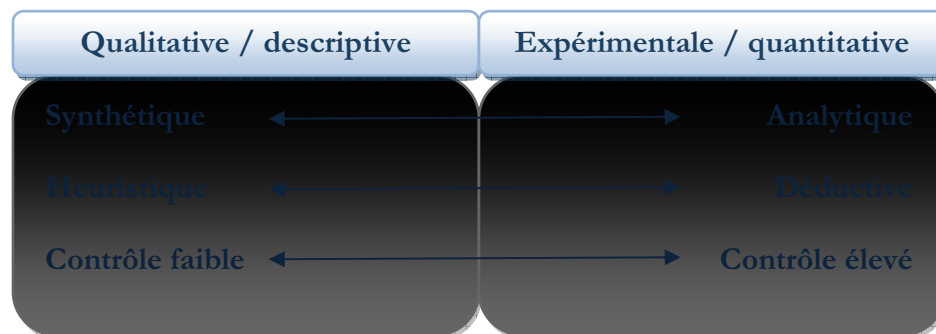 Qualitative / descriptive Expérimentale / quantitative
Synthétique Analytique
Heuristique Déductive
Contrôle faible Contrôle élevé